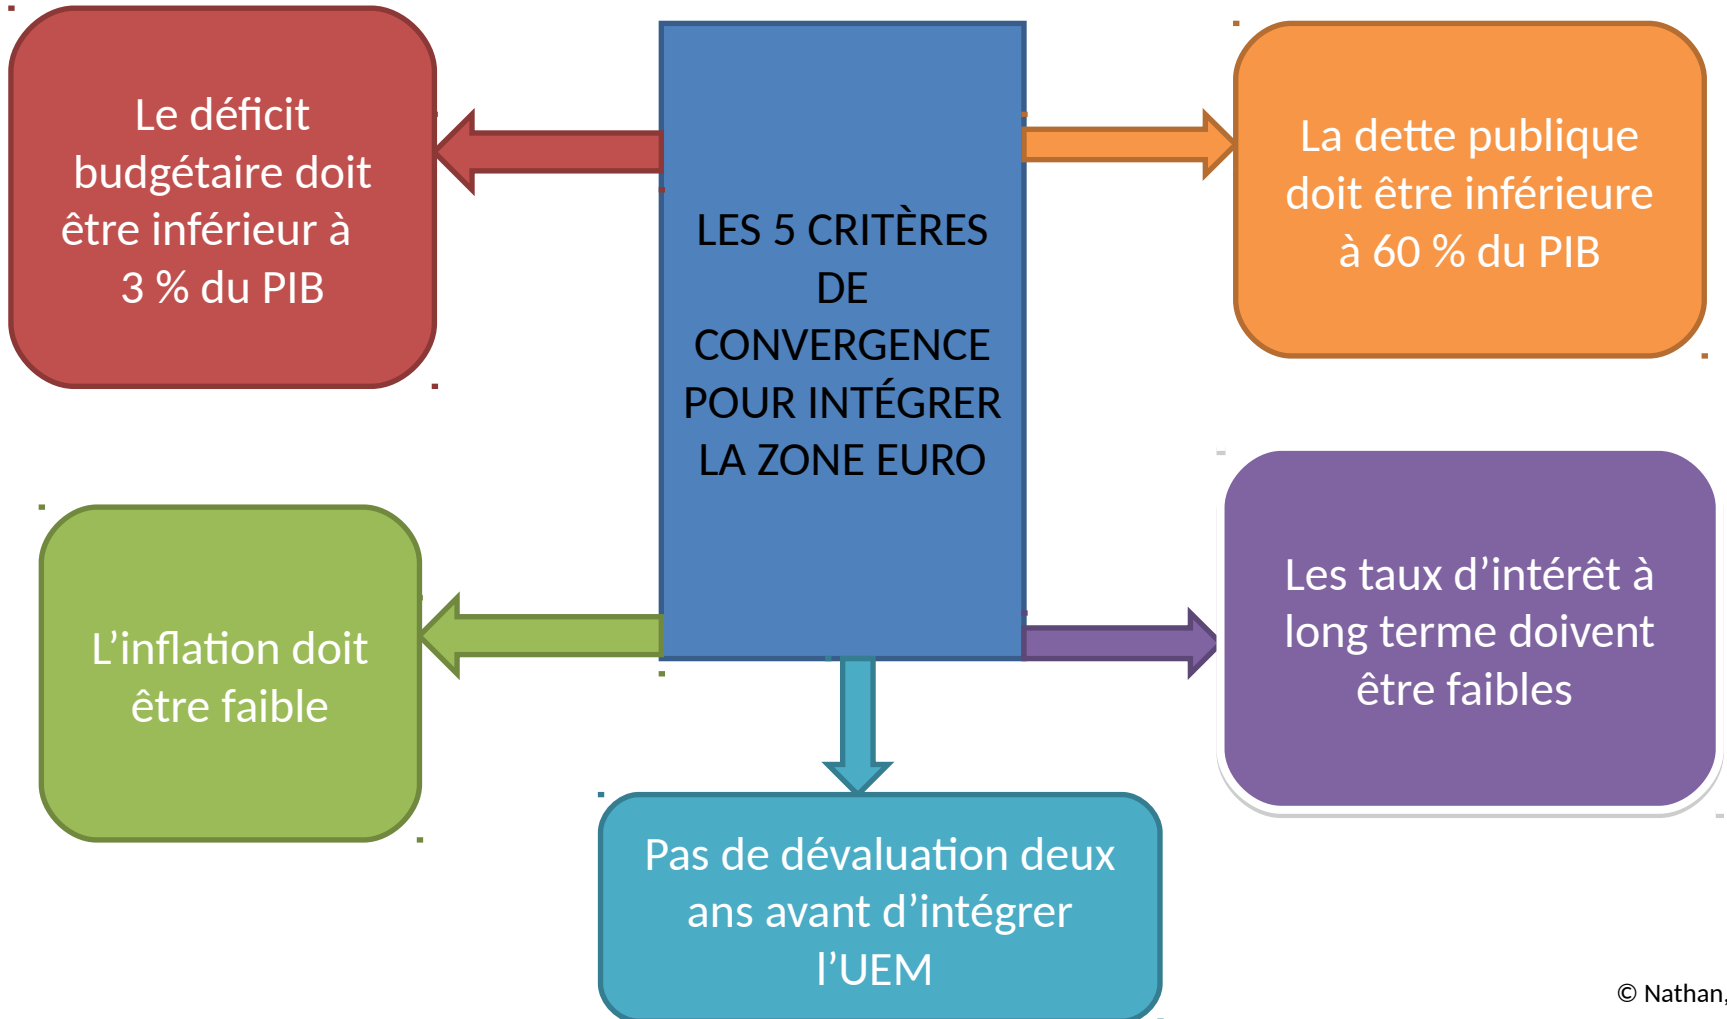 Le déficit
budgétaire doit
être inférieur à
3 % du PIB
LES 5 CRITÈRES
DE
CONVERGENCE
POUR INTÉGRER
LA ZONE EURO
La dette publique
doit être inférieure
à 60 % du PIB
L’inflation doit
être faible
Les taux d’intérêt à
long terme doivent
être faibles
Pas de dévaluation deux
ans avant d’intégrer
l’UEM
© Nathan,